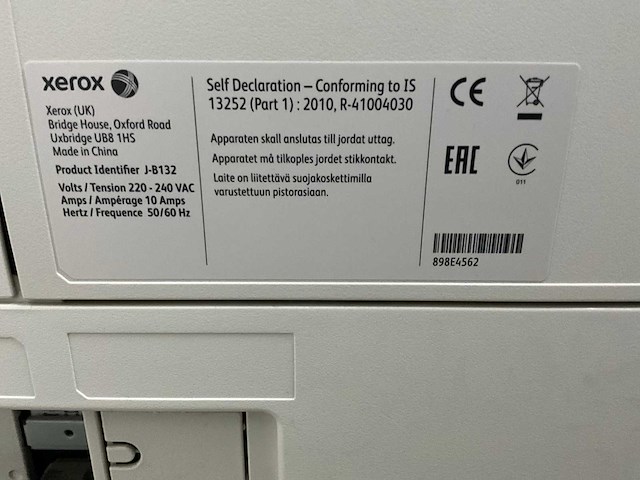 xerox
Xerox (UK)
Bridge House, Oxford Road
Uxbridge UB8 1HS
Made in China
Product Identifier J-B132
Volts / Tension 220 - 240 VAC
Amps / Ampérage 10 Amps
Hertz / Frequence 50/60 Hz
Self Declaration – Conforming to IS
13252 (Part 1) : 2010, R-41004030
Apparaten skall anslutas till jordat uttag.
Apparatet må tilkoples jordet stikkontakt.
Laite on liitettävä suojakoskettimilla
varustettuun pistorasiaan.
CE
EAC
011
898E4562